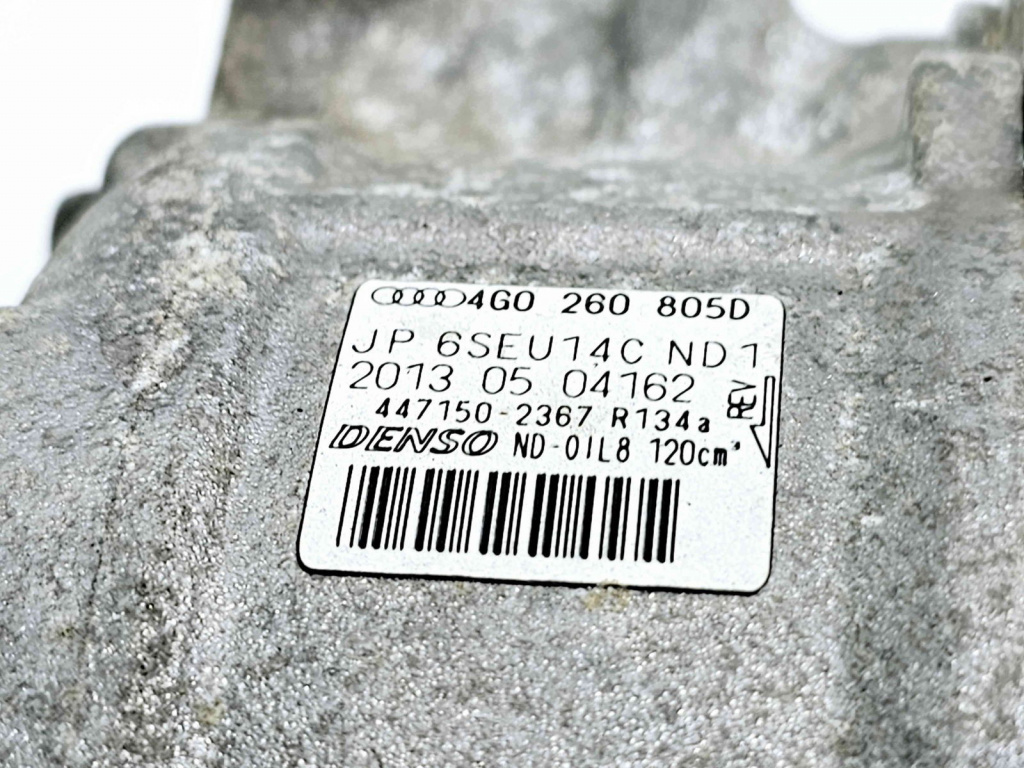 4G0 260 805D
JP 6SEU14C ND1
2013 05 04162
447150-2367 R134a
REV
DENSO ND-OIL8 120cm³